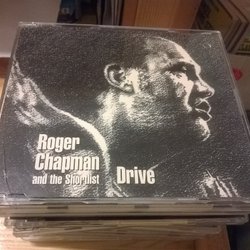 Roger
Chapman
and the Shortlist
Drive